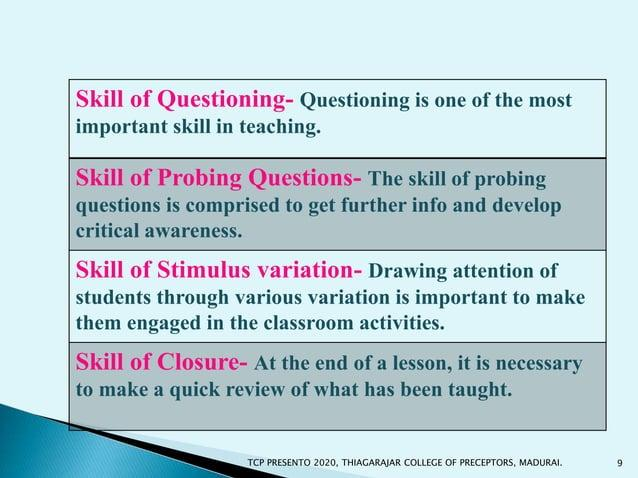 Skill of Questioning- Questioning is one of the most
important skill in teaching.
Skill of Probing Questions- The skill of probing
questions is comprised to get further info and develop
critical awareness.
Skill of Stimulus variation- Drawing attention of
students through various variation is important to make
them engaged in the classroom activities.
Skill of Closure- At the end of a lesson, it is necessary
to make a quick review of what has been taught.
TCP PRESENTO 2020, THIAGARAJAR COLLEGE OF PRECEPTORS, MADURAI. 9